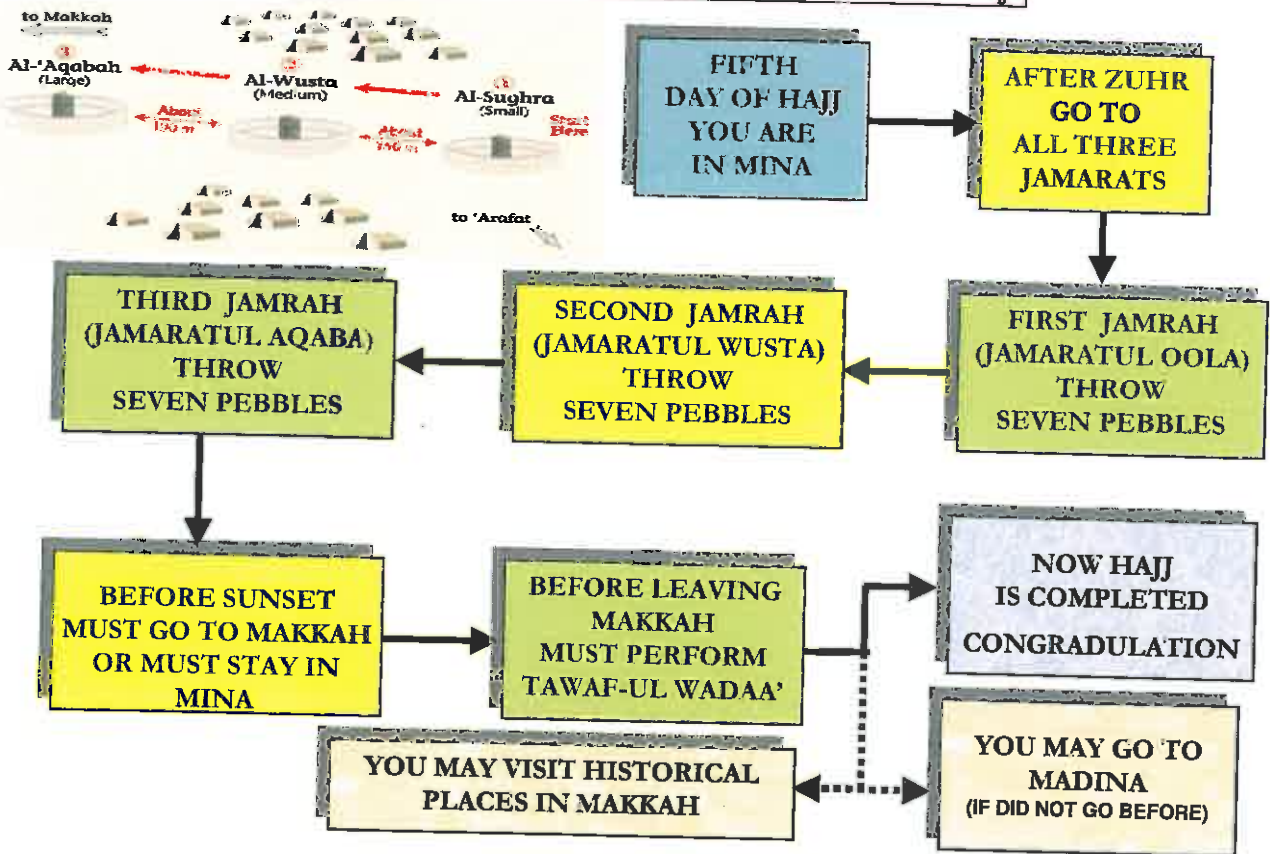 to Makkah
3
Al-'Aqabah
(Large)
Al-Wusta
(Medium)
Al-Sughra
(Small)
Start
Here
About
About
to 'Arafat
FIFTH
DAY OF HAJJ
YOU ARE
IN MINA
AFTER ZUHR
GO TO
ALL THREE
JAMARATS
FIRST JAMRAH
(JAMARATUL OOLA)
THROW
SEVEN PEBBLES
SECOND JAMRAH
(JAMARATUL WUSTA)
THROW
SEVEN PEBBLES
THIRD JAMRAH
(JAMARATUL AQABA)
THROW
SEVEN PEBBLES
BEFORE SUNSET
MUST GO TO MAKKAH
OR MUST STAY IN
MINA
BEFORE LEAVING
MAKKAH
MUST PERFORM
TAWAF-UL WADAA'
NOW HAJJ
IS COMPLETED
CONGRADULATION
YOU MAY VISIT HISTORICAL
PLACES IN MAKKAH
YOU MAY GO TO
MADINA
(IF DID NOT GO BEFORE)